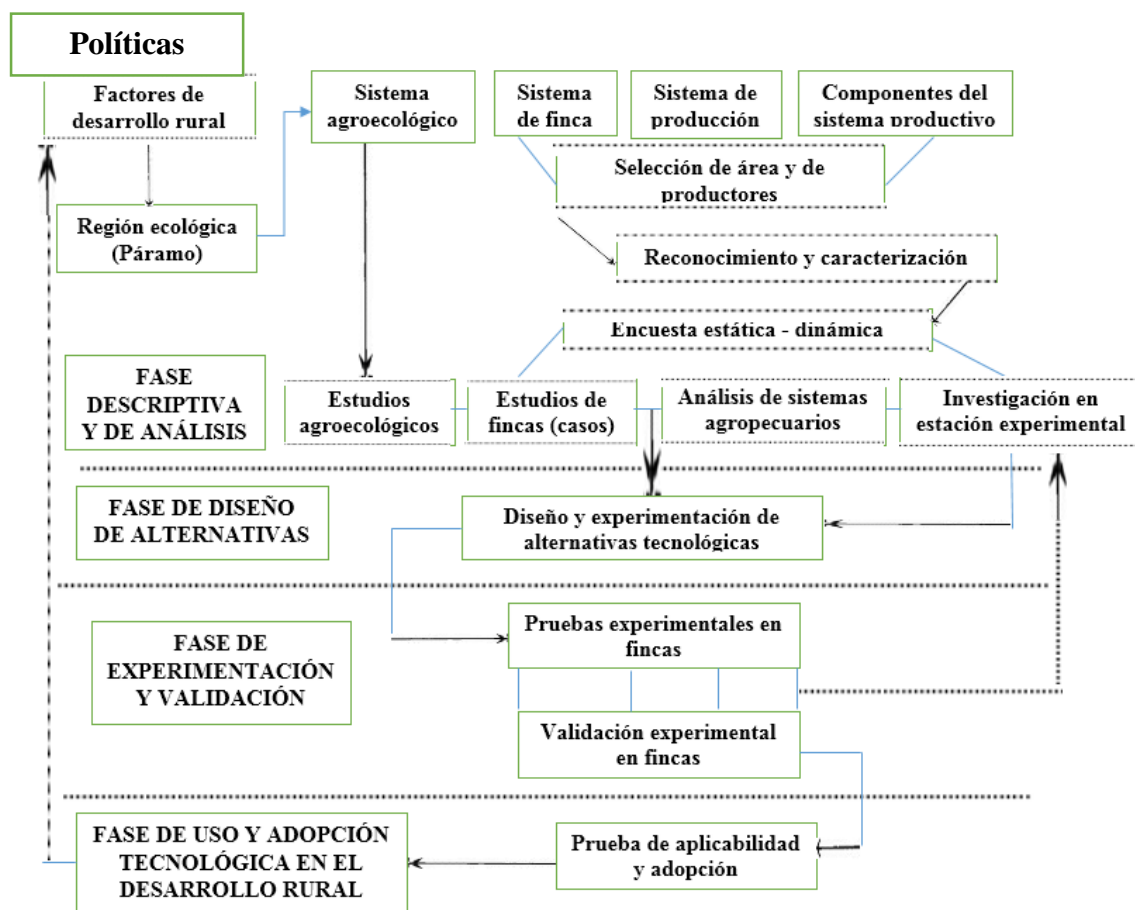 Políticas
Factores de
desarrollo rural
Sistema
agroecológico
Sistema
de finca
Sistema de
producción
Componentes del
sistema productivo
Selección de área y de
productores
Región ecológica
(Páramo)
Reconocimiento y caracterización
Encuesta estática - dinámica
FASE
DESCRIPTIVA
Y DE ANÁLISIS
Estudios
agroecológicos
Estudios de
fincas (casos)
Análisis de sistemas
agropecuarios
Investigación en
estación experimental
FASE DE DISEÑO
DE ALTERNATIVAS
Diseño y experimentación de
alternativas tecnológicas
FASE DE
EXPERIMENTACIÓN
Y VALIDACIÓN
Pruebas experimentales en
fincas
Validación experimental
en fincas
FASE DE USO Y ADOPCIÓN
TECNOLÓGICA EN EL
DESARROLLO RURAL
Prueba de aplicabilidad
y adopción